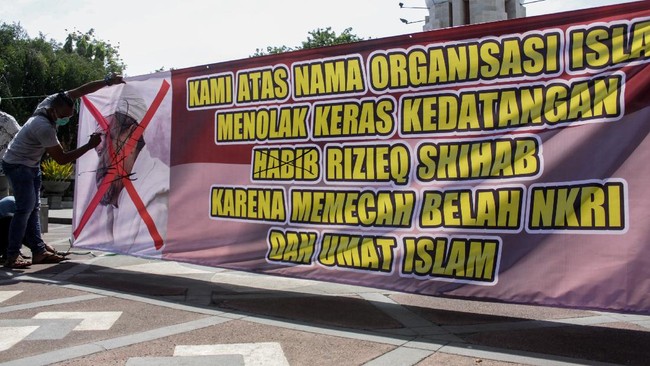 KAMI ATAS NAMA ORGANISASI ISLA
MENOLAK KERAS KEDATANGAN
HABIB RIZIEQ SHIHAB
KARENA MEMECAH BELAH NKRI
DAN UMAT ISLAM